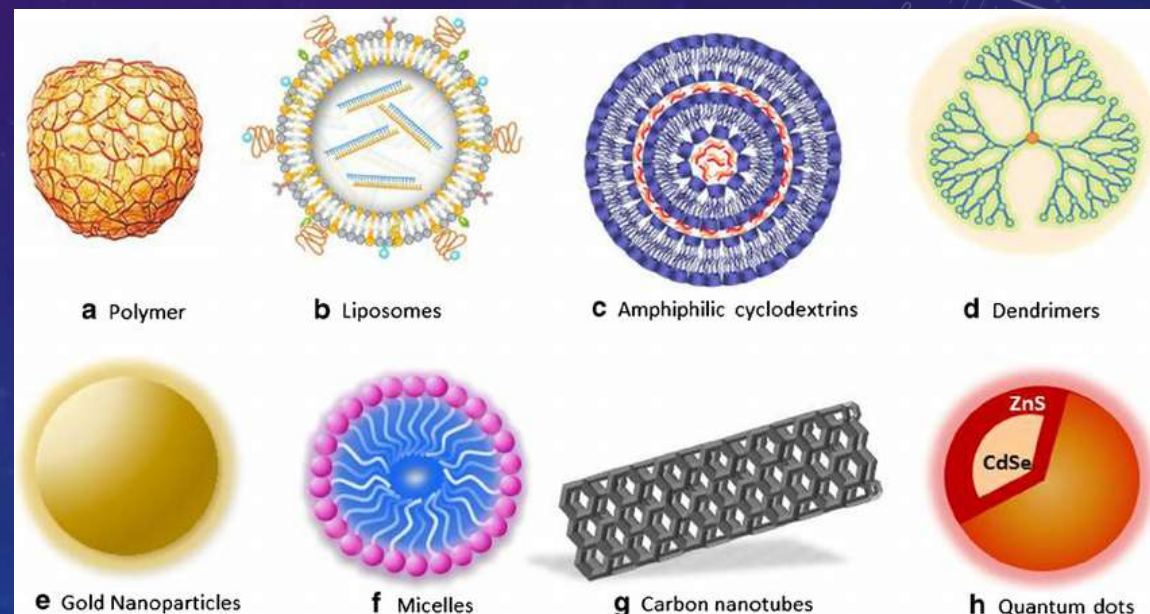 a Polymer
b Liposomes
c Amphiphilic cyclodextrins
d Dendrimers
ZnS
CdSe
e Gold Nanoparticles
f Micelles
g Carbon nanotubes
h Quantum dots